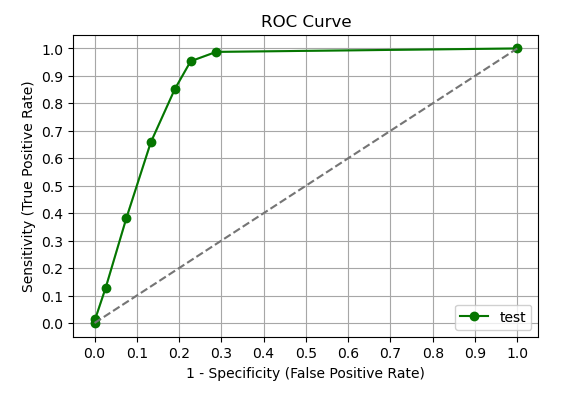 ROC Curve
Sensitivity (True Positive Rate)
1.0
0.9
0.8
0.7
0.6
0.5
0.4
0.3
0.2
0.1
0.0
test
0.0 0.1 0.2 0.3 0.4 0.5 0.6 0.7 0.8 0.9 1.0
1 - Specificity (False Positive Rate)